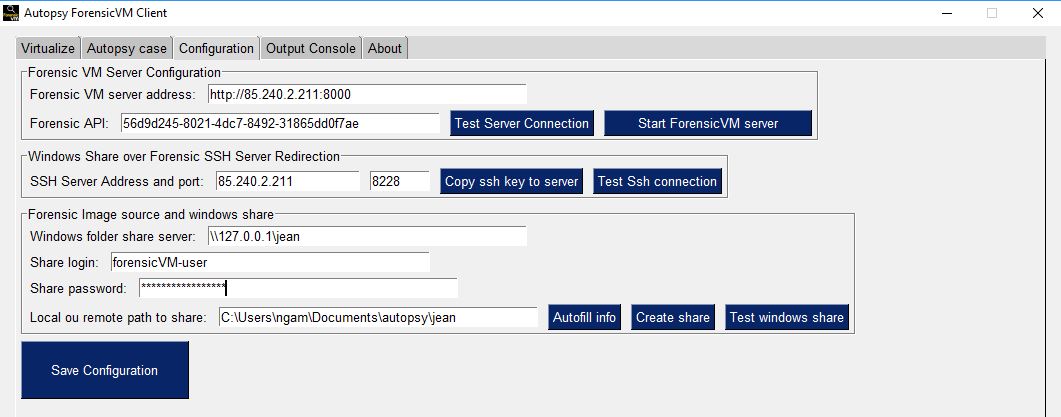 Autopsy ForensicVM Client
Virtualize Autopsy case Configuration Output Console About
Forensic VM Server Configuration
Forensic VM server address: http://85.240.2.211:8000
Forensic API: 56d9d245-8021-4dc7-8492-31865dd0f7ae Test Server Connection Start ForensicVM server
Windows Share over Forensic SSH Server Redirection
SSH Server Address and port: 85.240.2.211 8228 Copy ssh key to server Test Ssh connection
Forensic Image source and windows share
Windows folder share server: \\127.0.0.1\jean
Share login: forensicVM-user
Share password: *****************
Local ou remote path to share: C:\Users\ngam\Documents\autopsy\jean Autofill info Create share Test windows share
Save Configuration